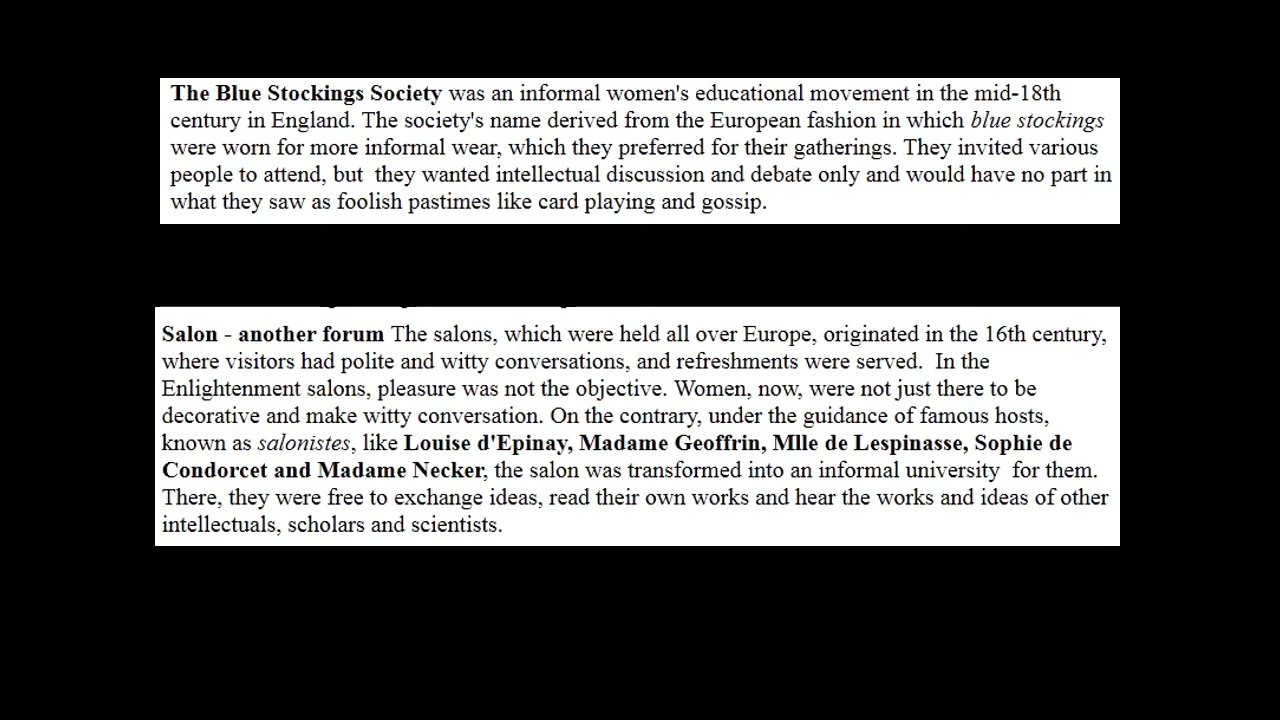 The Blue Stockings Society was an informal women's educational movement in the mid-18th
century in England. The society's name derived from the European fashion in which blue stockings
were worn for more informal wear, which they preferred for their gatherings. They invited various
people to attend, but  they wanted intellectual discussion and debate only and would have no part in
what they saw as foolish pastimes like card playing and gossip.
Salon - another forum The salons, which were held all over Europe, originated in the 16th century,
where visitors had polite and witty conversations, and refreshments were served.  In the
Enlightenment salons, pleasure was not the objective. Women, now, were not just there to be
decorative and make witty conversation. On the contrary, under the guidance of famous hosts,
known as salonistes, like Louise d'Epinay, Madame Geoffrin, Mlle de Lespinasse, Sophie de
Condorcet and Madame Necker, the salon was transformed into an informal university  for them.
There, they were free to exchange ideas, read their own works and hear the works and ideas of other
intellectuals, scholars and scientists.